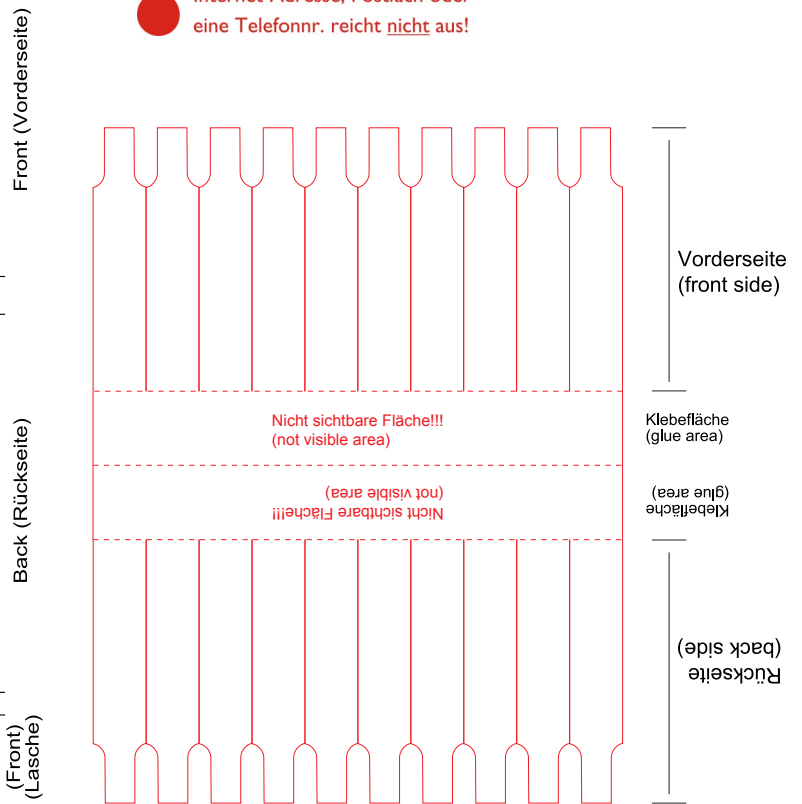 eine Telefonnr. reicht nicht aus!
Front (Vorderseite)
Vorderseite
(front side)
Nicht sichtbare Fläche!!!
(not visible area)
Klebefläche
(glue area)
Nicht sichtbare Fläche!!!
(not visible area)
Klebefläche
(glue area)
Back (Rückseite)
Rückseite
(back side)
(Front)
(Lasche)